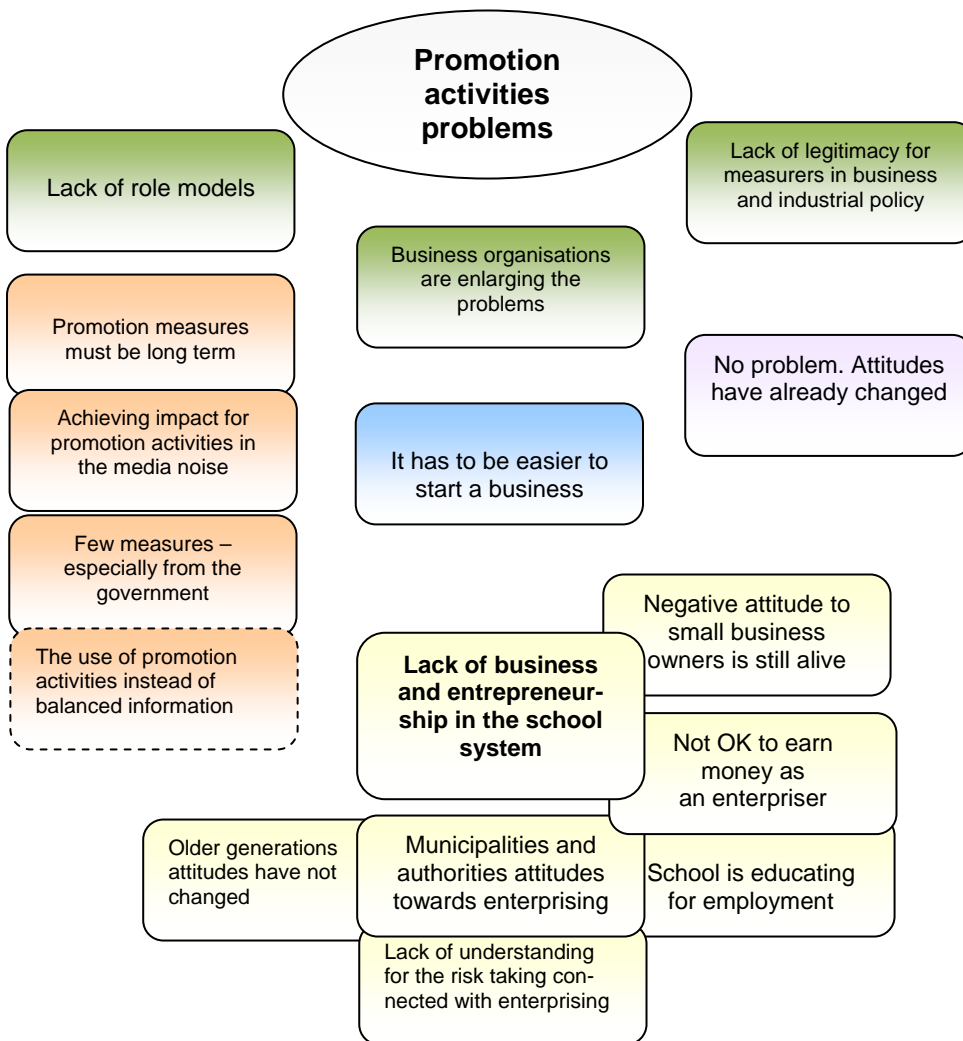 Promotion
activities
problems
Lack of role models
Lack of legitimacy for
measurers in business
and industrial policy
Business organisations
are enlarging the
problems
Promotion measures
must be long term
No problem. Attitudes
have already changed
Achieving impact for
promotion activities in
the media noise
It has to be easier to
start a business
Few measures –
especially from the
government
Negative attitude to
small business
owners is still alive
The use of promotion
activities instead of
balanced information
Lack of business
and entrepreneur-
ship in the school
system
Not OK to earn
money as
an enterpriser
Older generations
attitudes have not
changed
Municipalities and
authorities attitudes
towards enterprising
School is educating
for employment
Lack of understanding
for the risk taking con-
nected with enterprising